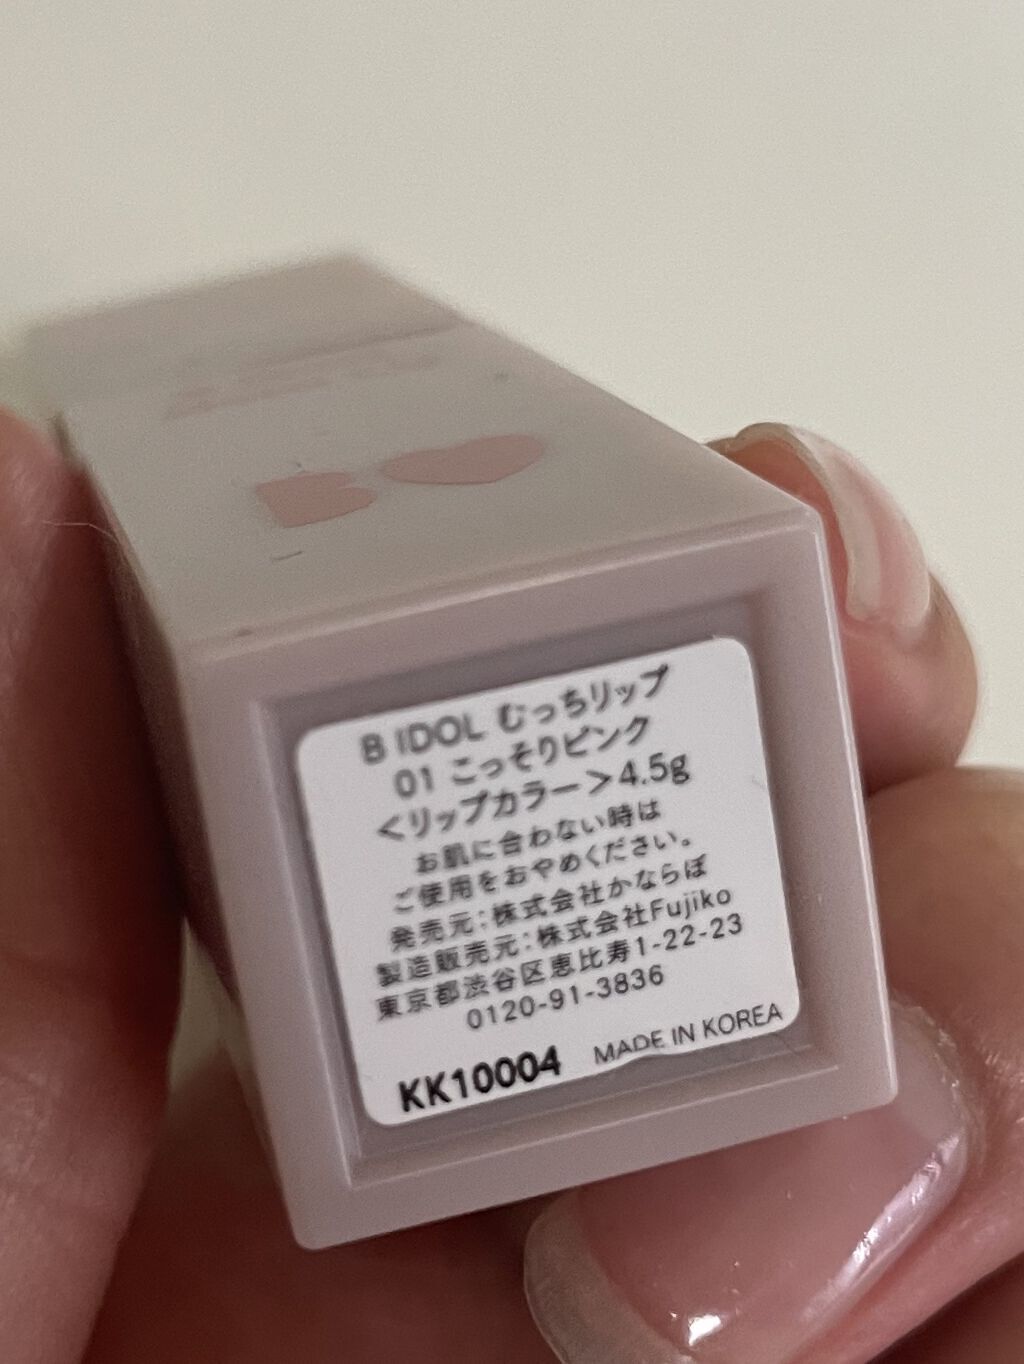 B IDOL むっちリップ
01 こっそりピンク
<リップカラー>4.5g
お肌に合わない時は
ご使用をおやめください。
発売元:株式会社かならぼ
製造販売元:株式会社Fujiko
東京都渋谷区恵比寿1-22-23
0120-91-3836
KK10004 MADE IN KOREA